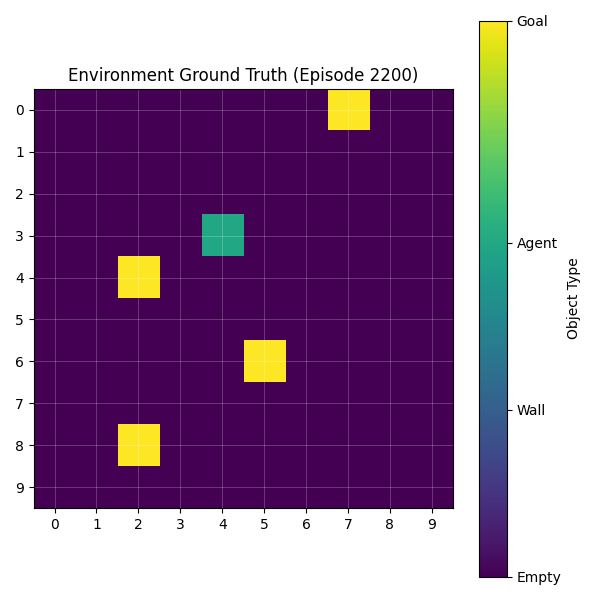 Environment Ground Truth (Episode 2200)
0
1
2
3
4
5
6
7
8
9
0 1 2 3 4 5 6 7 8 9
Goal
Agent
Wall
Empty
Object Type